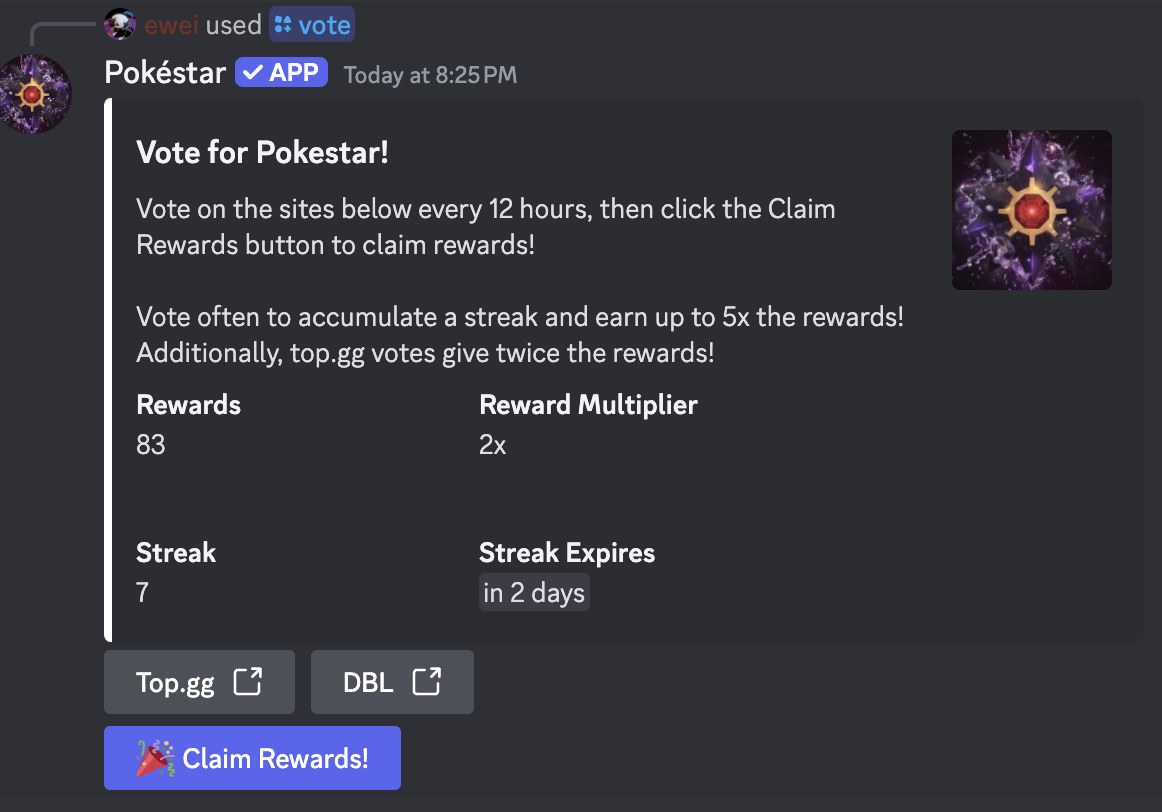 ewei used vote
Pokéstar APP Today at 8:25 PM
Vote for Pokestar!
Vote on the sites below every 12 hours, then click the Claim
Rewards button to claim rewards!
Vote often to accumulate a streak and earn up to 5x the rewards!
Additionally, top.gg votes give twice the rewards!
Rewards Reward Multiplier
83 2x
Streak Streak Expires
7 in 2 days
Top.gg DBL
Claim Rewards!